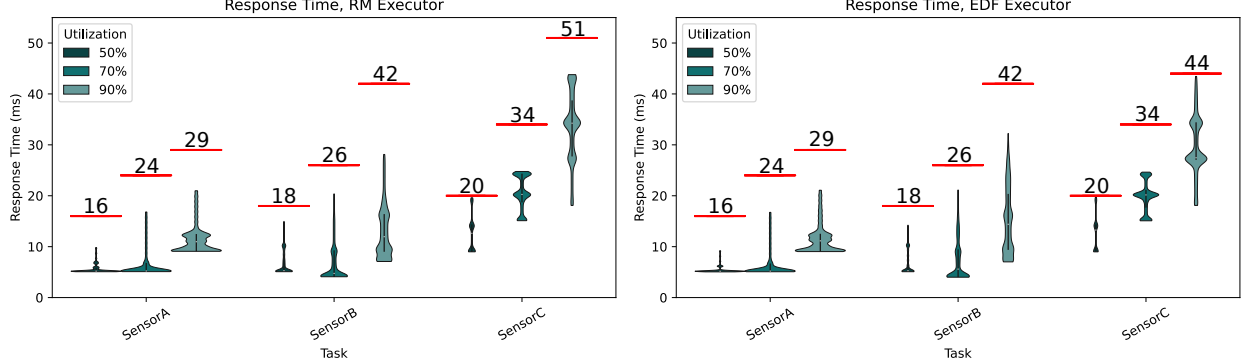 Response Time, RM Executor
Utilization
50%
70%
90%
16
24
29
18
26
42
20
34
51
0
10
20
30
40
50
Response Time (ms)
SensorA
SensorB
SensorC
Task
Response Time, EDF Executor
Utilization
50%
70%
90%
16
24
29
18
26
42
20
34
44
0
10
20
30
40
50
Response Time (ms)
SensorA
SensorB
SensorC
Task